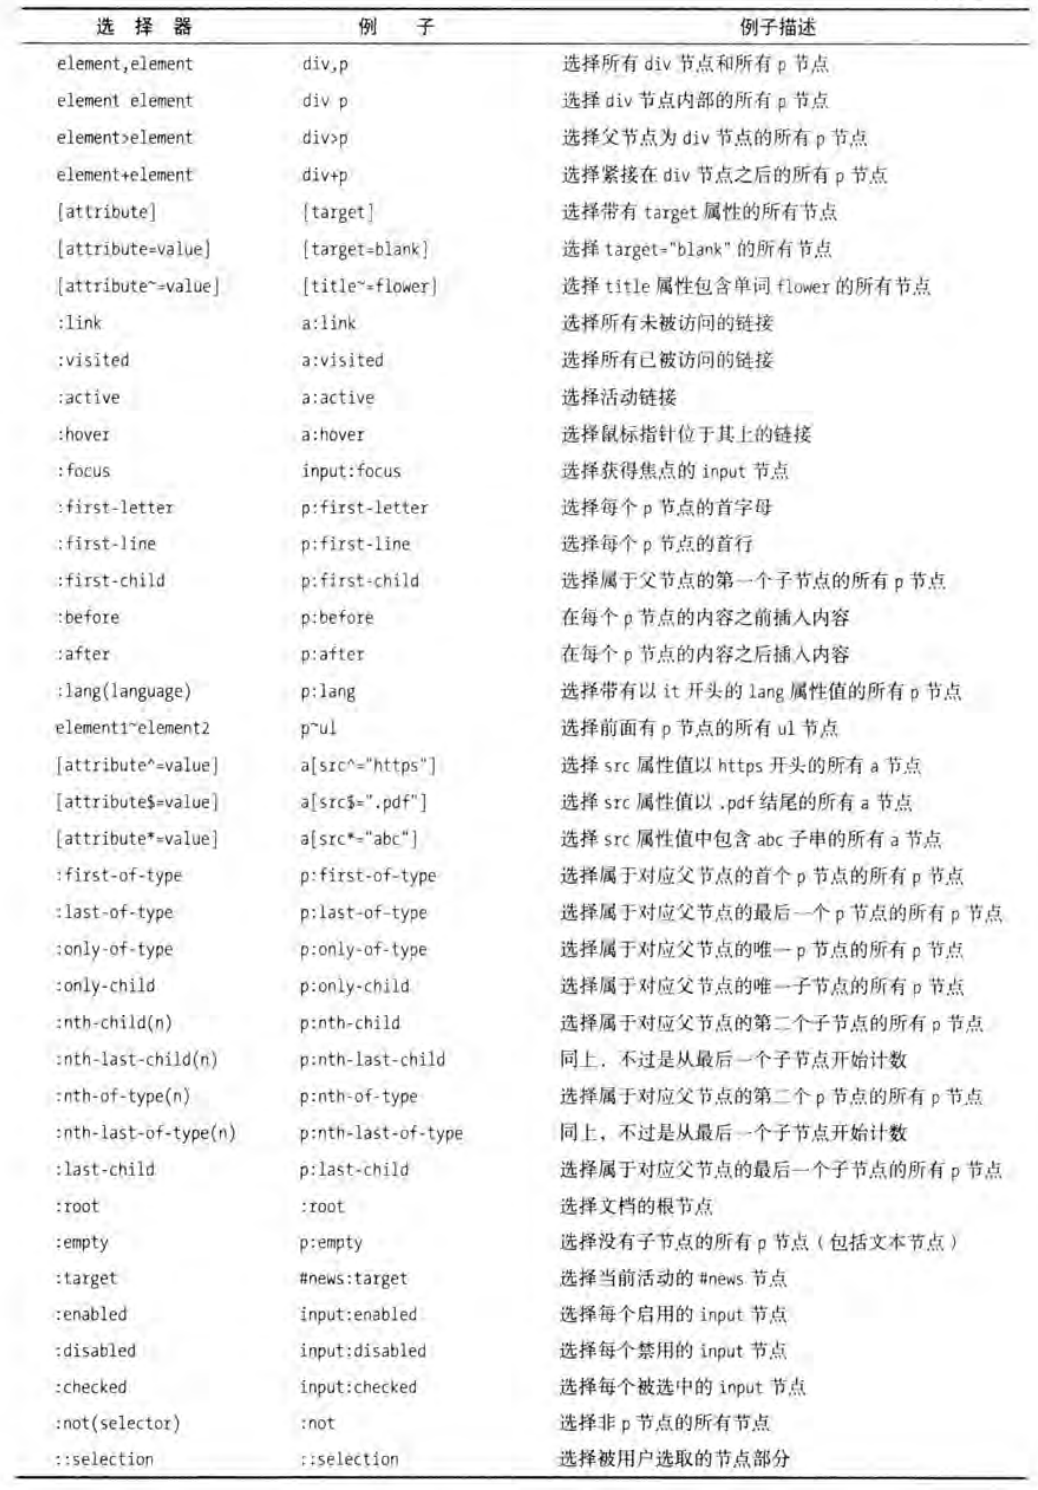 选 择 器 例 子 例子描述
element,element div,p 选择所有 div 节点和所有 p 节点
element element div p 选择 div 节点内部的所有 p 节点
element>element div>p 选择父节点为 div 节点的所有 p 节点
element+element div+p 选择紧接在 div 节点之后的所有 p 节点
[attribute] [target] 选择带有 target 属性的所有节点
[attribute=value] [target=blank] 选择 target="blank" 的所有节点
[attribute~=value] [title~=flower] 选择 title 属性包含单词 flower 的所有节点
:link a:link 选择所有未被访问的链接
:visited a:visited 选择所有已被访问的链接
:active a:active 选择活动链接
:hover a:hover 选择鼠标指针位于其上的链接
:focus input:focus 选择获得焦点的 input 节点
:first-letter p:first-letter 选择每个 p 节点的首字母
:first-line p:first-line 选择每个 p 节点的首行
:first-child p:first-child 选择属于父节点的第一个子节点的所有 p 节点
:before p:before 在每个 p 节点的内容之前插入内容
:after p:after 在每个 p 节点的内容之后插入内容
:lang(language) p:lang 选择带有以 it 开头的 lang 属性值的所有 p 节点
element1~element2 p~ul 选择前面有 p 节点的所有 ul 节点
[attribute^=value] a[src^="https"] 选择 src 属性值以 https 开头的所有 a 节点
[attribute$=value] a[src$=".pdf"] 选择 src 属性值以 .pdf 结尾的所有 a 节点
[attribute*=value] a[src*="abc"] 选择 src 属性值中包含 abc 子串的所有 a 节点
:first-of-type p:first-of-type 选择属于对应父节点的首个 p 节点的所有 p 节点
:last-of-type p:last-of-type 选择属于对应父节点的最后一个 p 节点的所有 p 节点
:only-of-type p:only-of-type 选择属于对应父节点的唯一 p 节点的所有 p 节点
:only-child p:only-child 选择属于对应父节点的唯一子节点的所有 p 节点
:nth-child(n) p:nth-child 选择属于对应父节点的第二个子节点的所有 p 节点
:nth-last-child(n) p:nth-last-child 同上，不过是从最后一个子节点开始计数
:nth-of-type(n) p:nth-of-type 选择属于对应父节点的第二个 p 节点的所有 p 节点
:nth-last-of-type(n) p:nth-last-of-type 同上，不过是从最后一个子节点开始计数
:last-child p:last-child 选择属于对应父节点的最后一个子节点的所有 p 节点
:root :root 选择文档的根节点
:empty p:empty 选择没有子节点的所有 p 节点（包括文本节点）
:target #news:target 选择当前活动的 #news 节点
:enabled input:enabled 选择每个启用的 input 节点
:disabled input:disabled 选择每个禁用的 input 节点
:checked input:checked 选择每个被选中的 input 节点
:not(selector) :not 选择非 p 节点的所有节点
::selection ::selection 选择被用户选取的节点部分